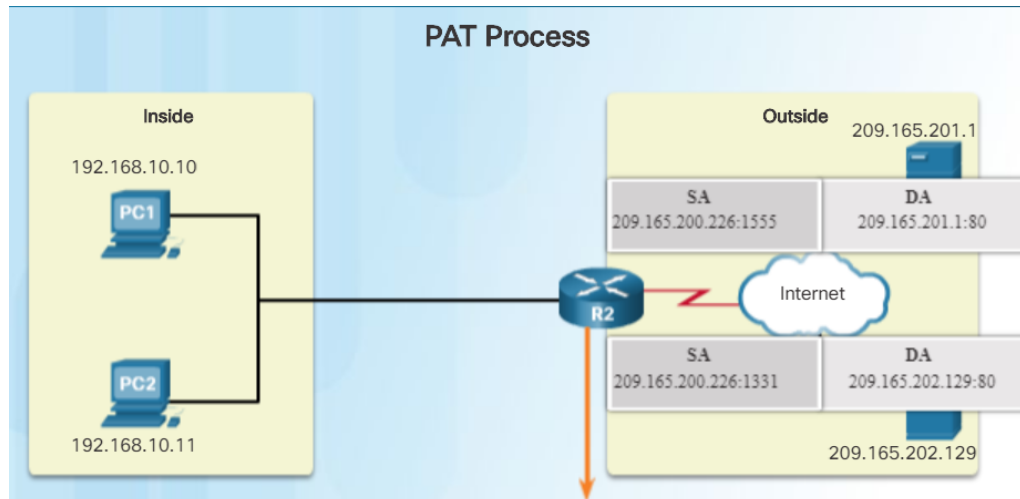 PAT Process
Inside
192.168.10.10
PC1
PC2
192.168.10.11
R2
Outside
209.165.201.1
SA DA
209.165.200.226:1555 209.165.201.1:80
Internet
SA DA
209.165.200.226:1331 209.165.202.129:80
209.165.202.129